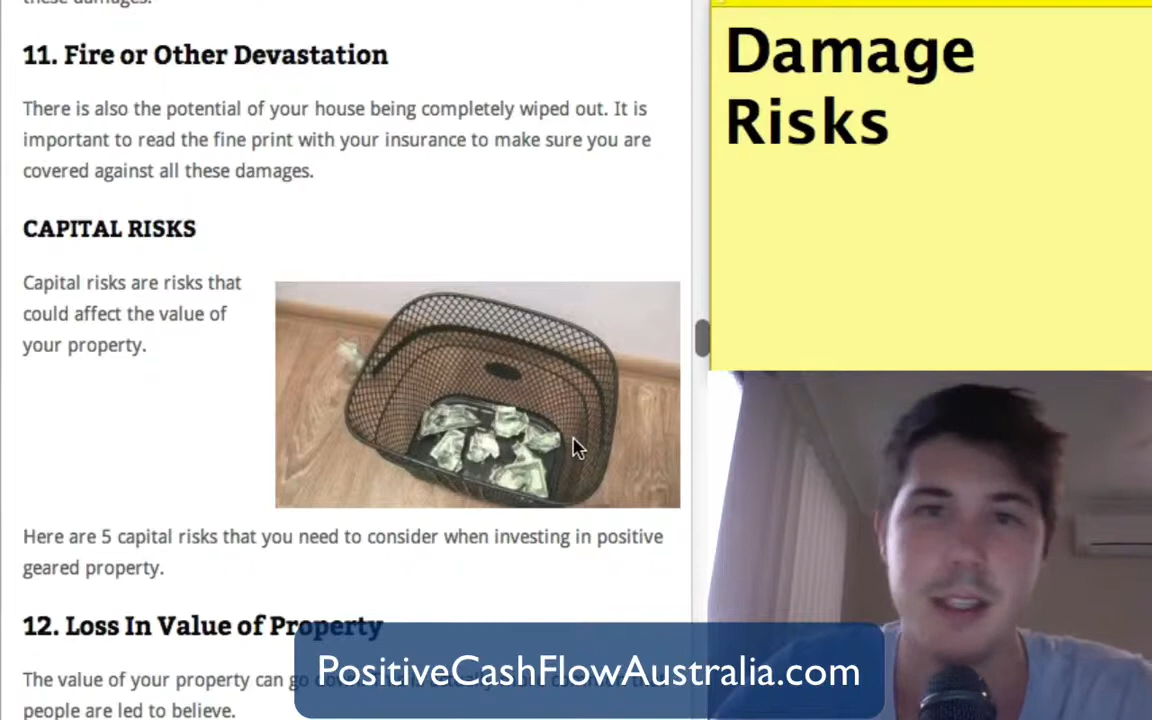 these damages.
11. Fire or Other Devastation
There is also the potential of your house being completely wiped out. It is
important to read the fine print with your insurance to make sure you are
covered against all these damages.
CAPITAL RISKS
Capital risks are risks that
could affect the value of
your property.
Here are 5 capital risks that you need to consider when investing in positive
geared property.
12. Loss In Value of Property
The value of your property can go
people are led to believe.
Damage
Risks
PositiveCashFlowAustralia.com